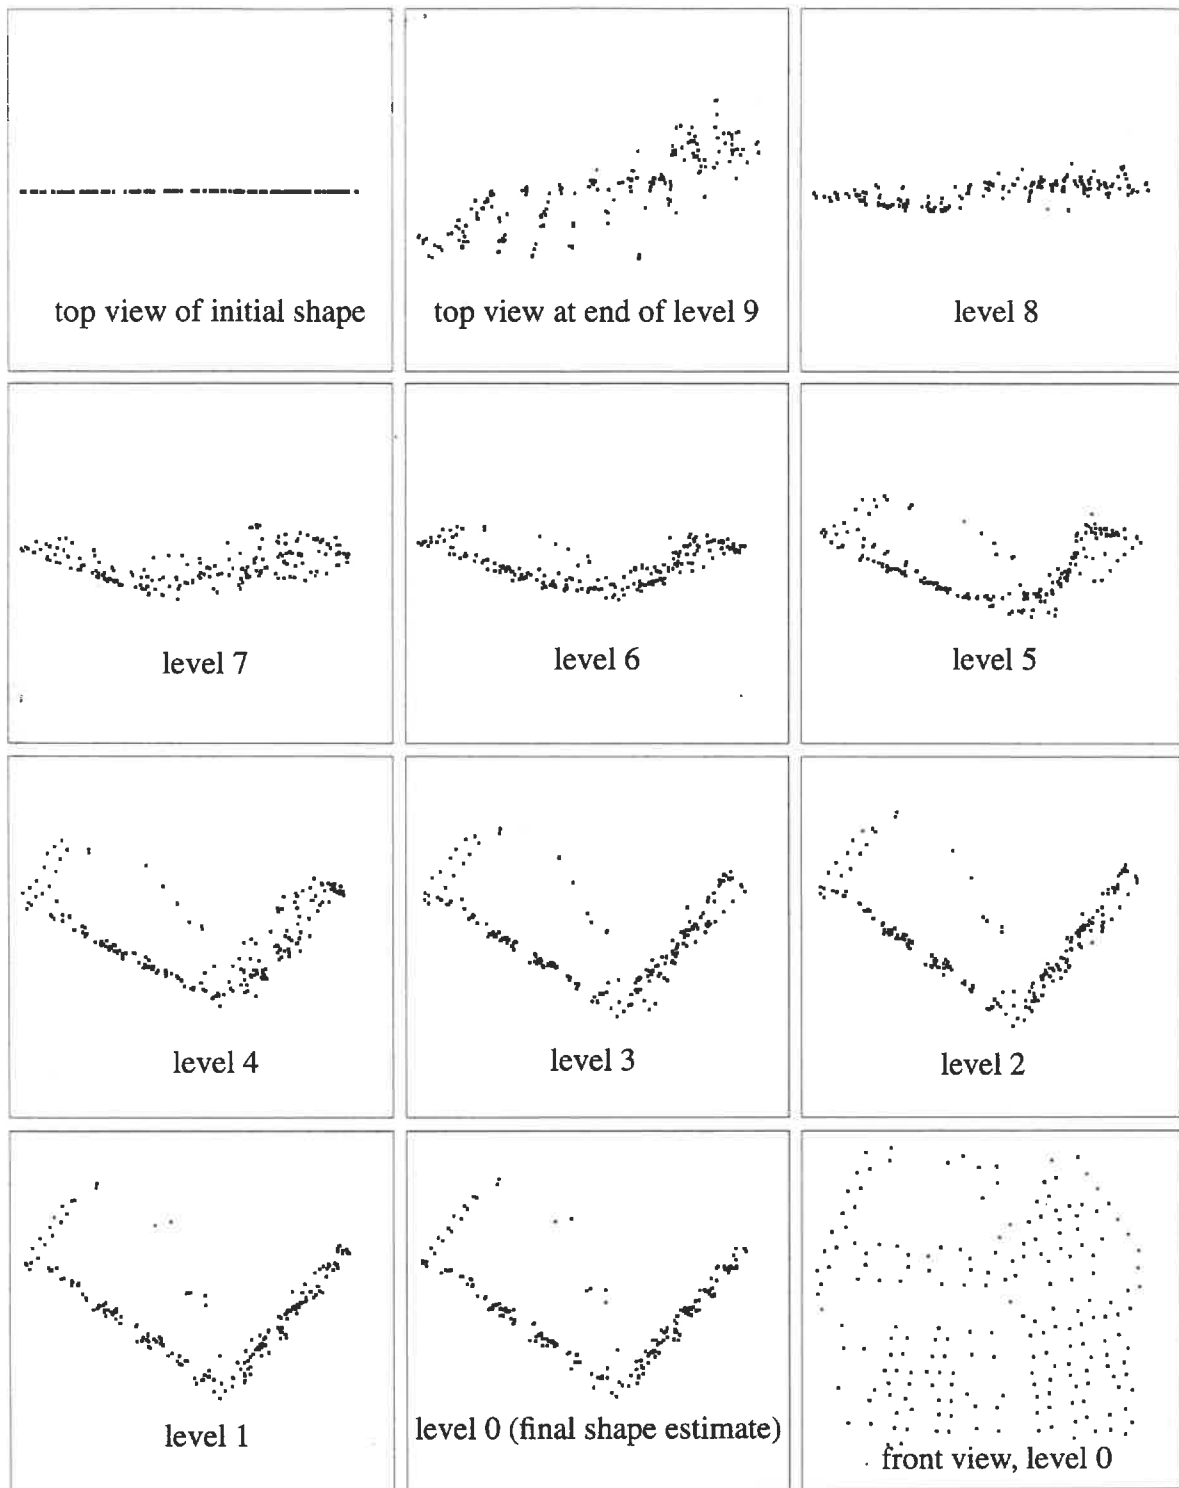 top view of initial shape
top view at end of level 9
level 8
level 7
level 6
level 5
level 4
level 3
level 2
level 1
level 0 (final shape estimate)
front view, level 0